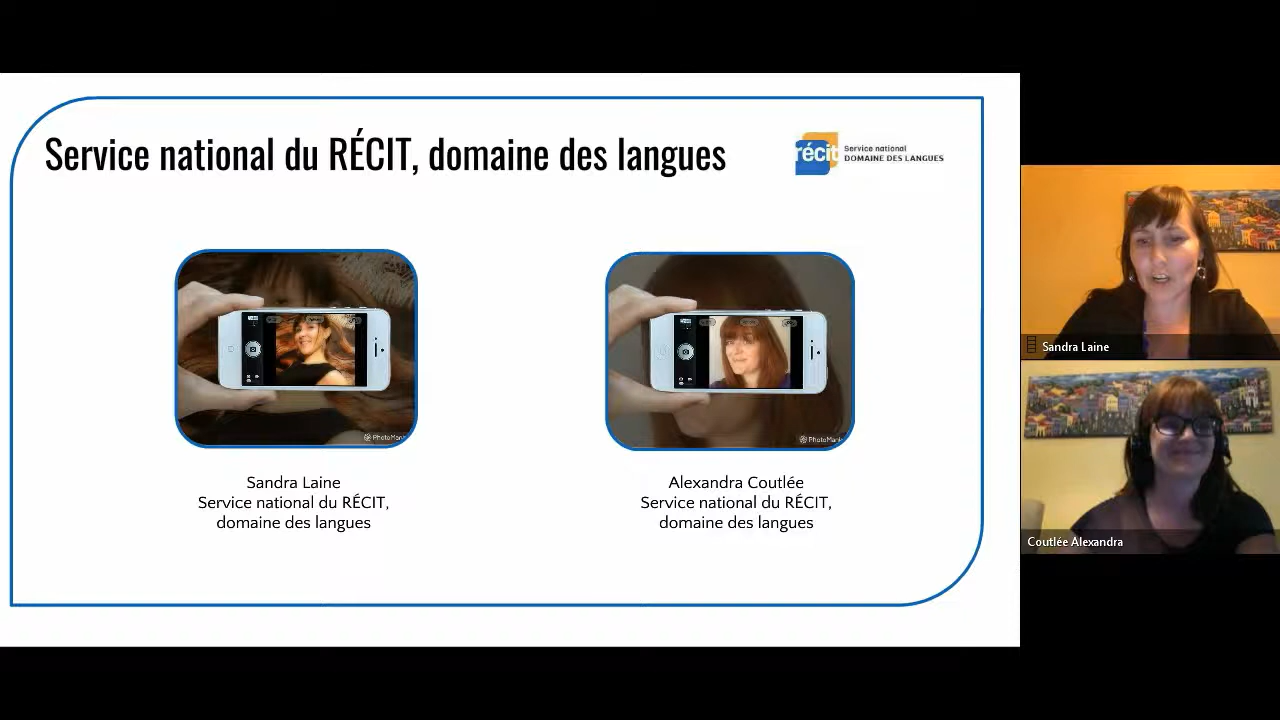 Service national du RÉCIT, domaine des langues
récit
Service national
DOMAINE DES LANGUES
Sandra Laine
Service national du RÉCIT,
domaine des langues
Alexandra Coutlée
Service national du RÉCIT,
domaine des langues
Sandra Laine
Coutlée Alexandra